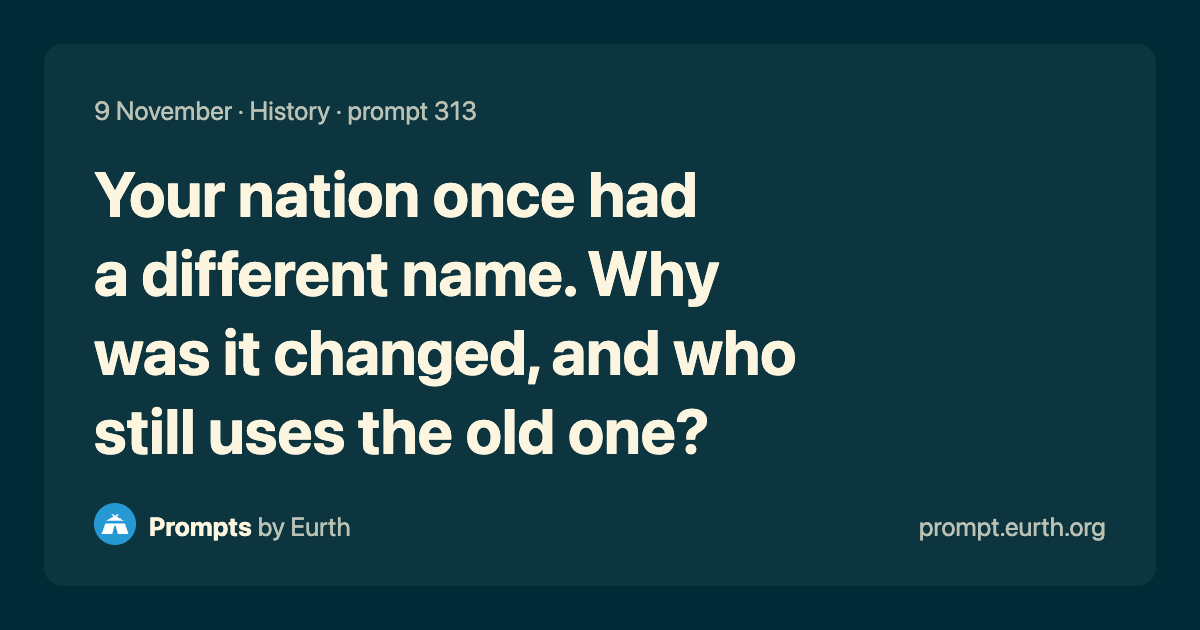 9 November · History · prompt 313
Your nation once had
a different name. Why
was it changed, and who
still uses the old one?
Prompts by Eurth
prompt.eurth.org